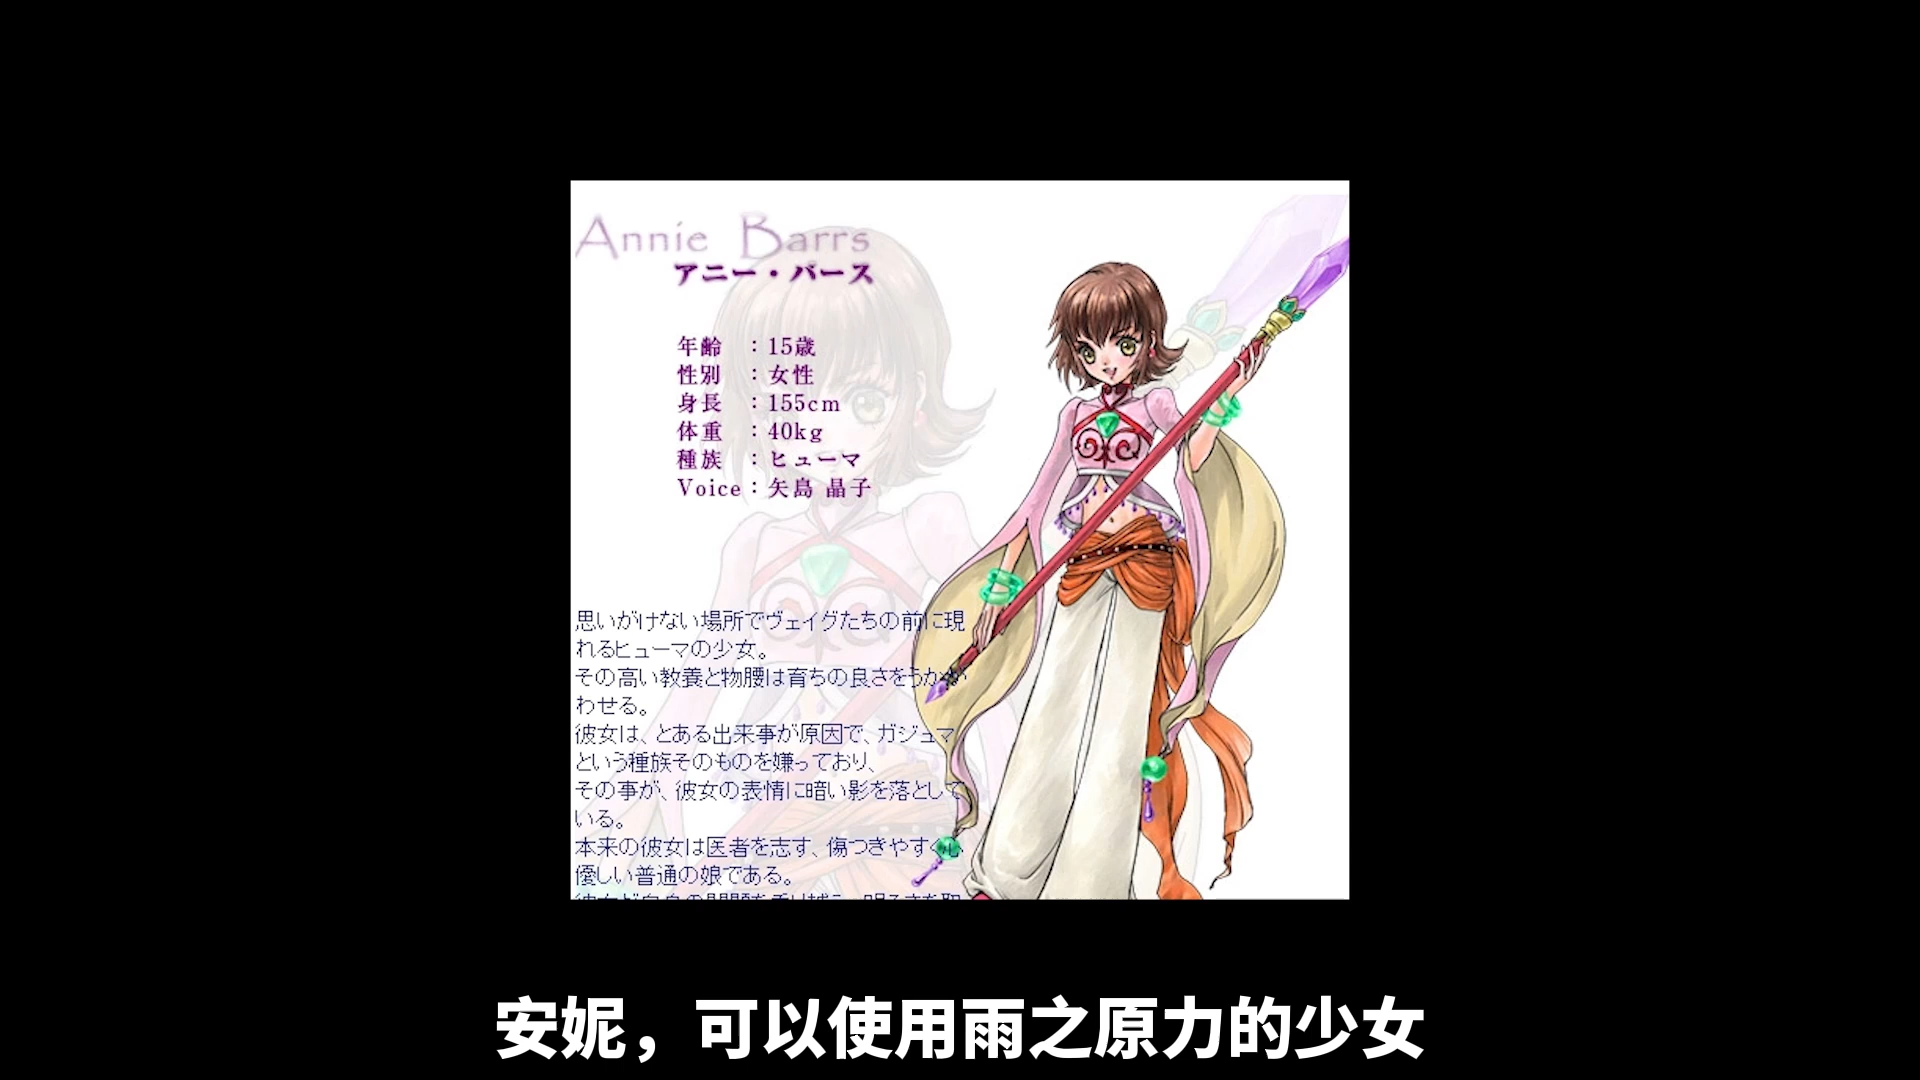 Annie Barrs
アニー・バース
年齢 ：15歳
性別 ：女性
身長 ：155cm
体重 ：40kg
種族 ：ヒューマ
Voice：矢島 晶子
思いがけない場所でヴェイグたちの前に現
れるヒューマの少女。
その高い教養と物腰は育ちの良さをうかが
わせる。
彼女は、とある出来事が原因で、ガジュマ
という種族そのものを嫌っており、
その事が、彼女の表情に暗い影を落として
いる。
本来の彼女は医者を志す、傷つきやすく心
優しい普通の娘である。
安妮，可以使用雨之原力的少女